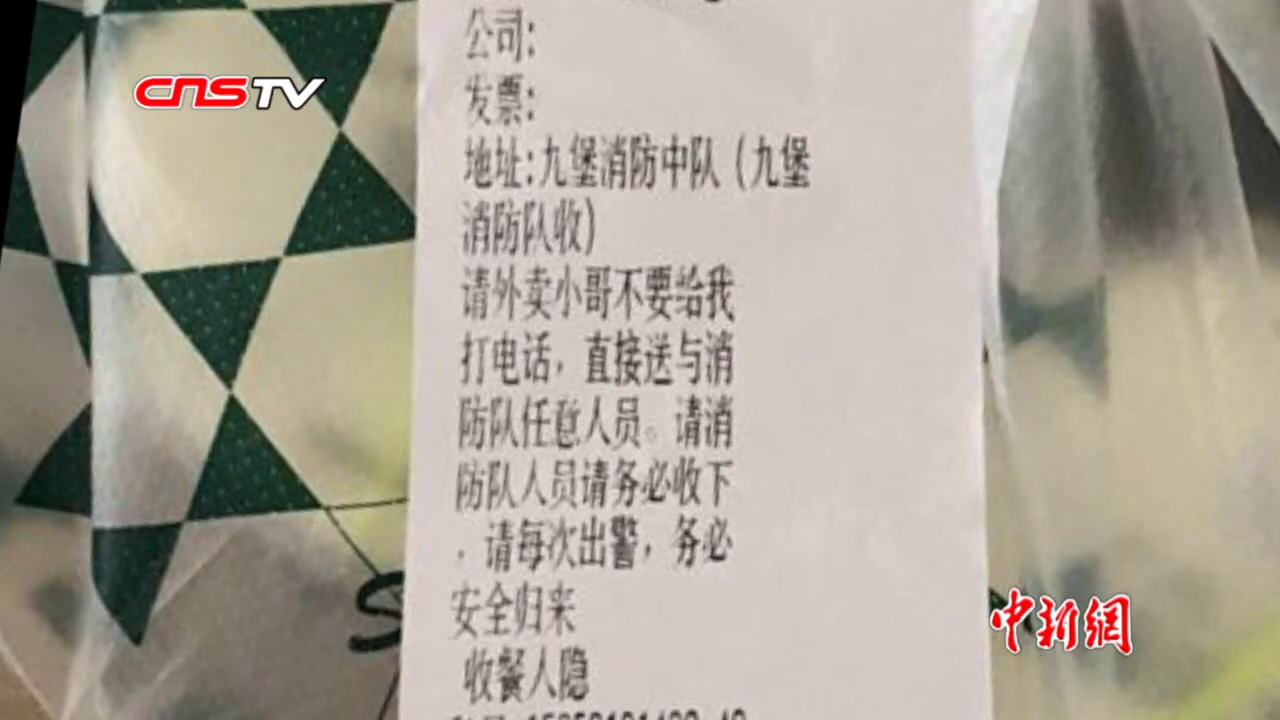 CNSTV
公司:
发票:
地址:九堡消防中队(九堡
消防队收)
请外卖小哥不要给我
打电话,直接送与消
防队任意人员。请消
防队人员请务必收下
,请每次出警,务必
安全归来
收餐人隐
中新網